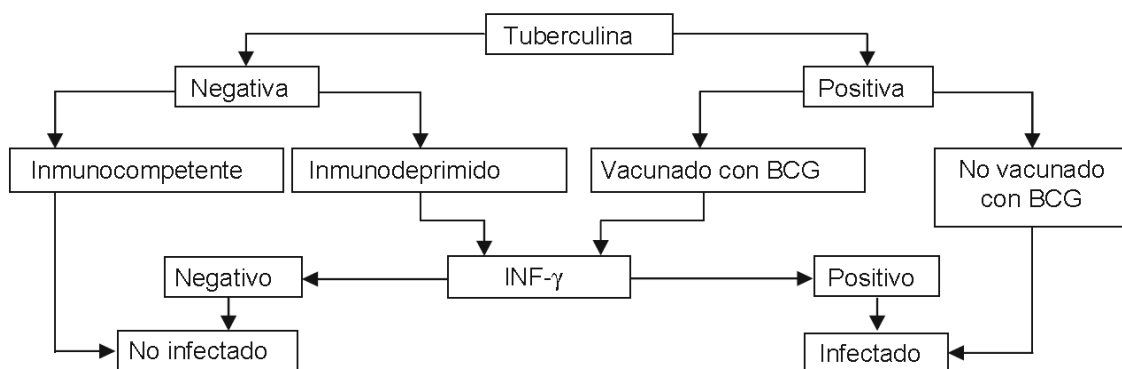 Tuberculina
Negativa
Positiva
Inmunocompetente
Inmunodeprimido
Vacunado con BCG
No vacunado
con BCG
Negativo
INF-γ
Positivo
No infectado
Infectado